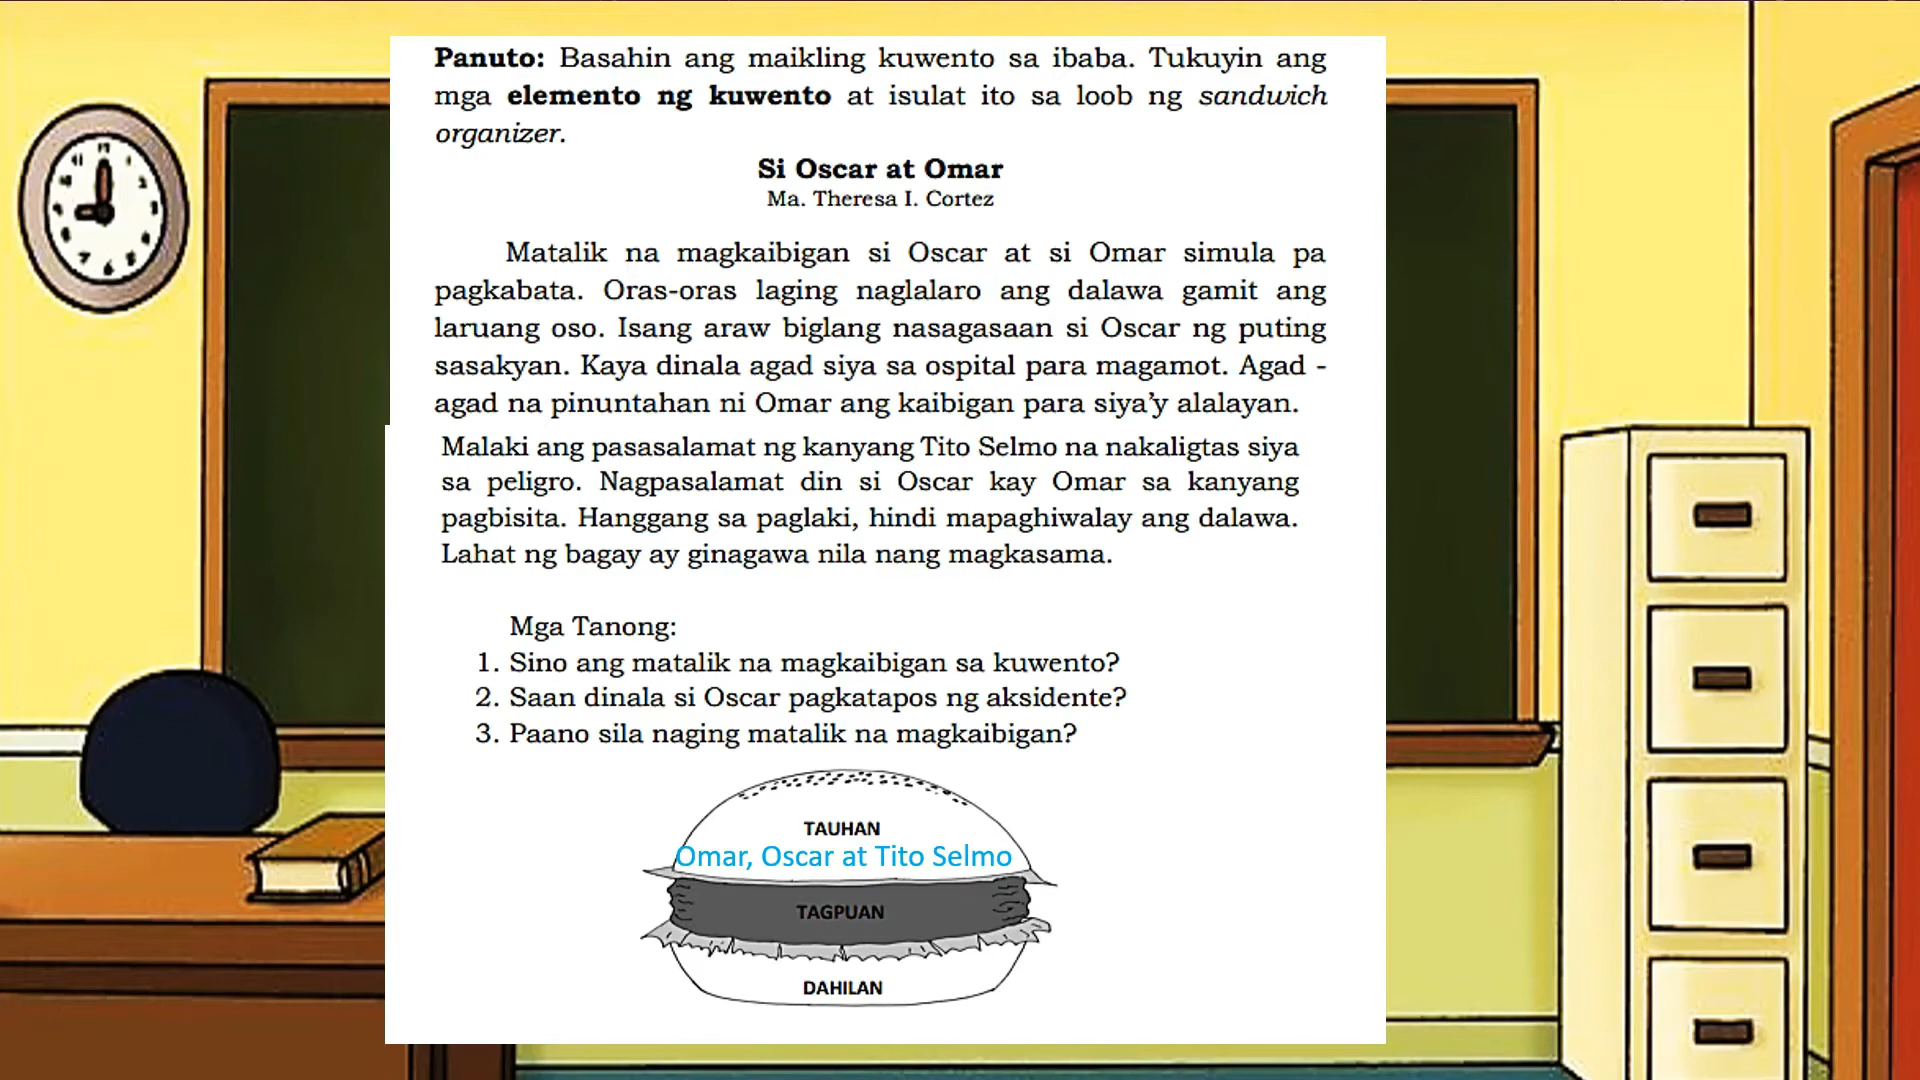 Panuto: Basahin ang maikling kuwento sa ibaba. Tukuyin ang
mga elemento ng kuwento at isulat ito sa loob ng sandwich
organizer.
Si Oscar at Omar
Ma. Theresa I. Cortez
Matalik na magkaibigan si Oscar at si Omar simula pa
pagkabata. Oras-oras laging naglalaro ang dalawa gamit ang
laruang oso. Isang araw biglang nasagasaan si Oscar ng puting
sasakyan. Kaya dinala agad siya sa ospital para magamot. Agad -
agad na pinuntahan ni Omar ang kaibigan para siya’y alalayan.
Malaki ang pasasalamat ng kanyang Tito Selmo na nakaligtas siya
sa peligro. Nagpasalamat din si Oscar kay Omar sa kanyang
pagbisita. Hanggang sa paglaki, hindi mapaghiwalay ang dalawa.
Lahat ng bagay ay ginagawa nila nang magkasama.
Mga Tanong:
1. Sino ang matalik na magkaibigan sa kuwento?
2. Saan dinala si Oscar pagkatapos ng aksidente?
3. Paano sila naging matalik na magkaibigan?
TAUHAN
Omar, Oscar at Tito Selmo
TAGPUAN
DAHILAN